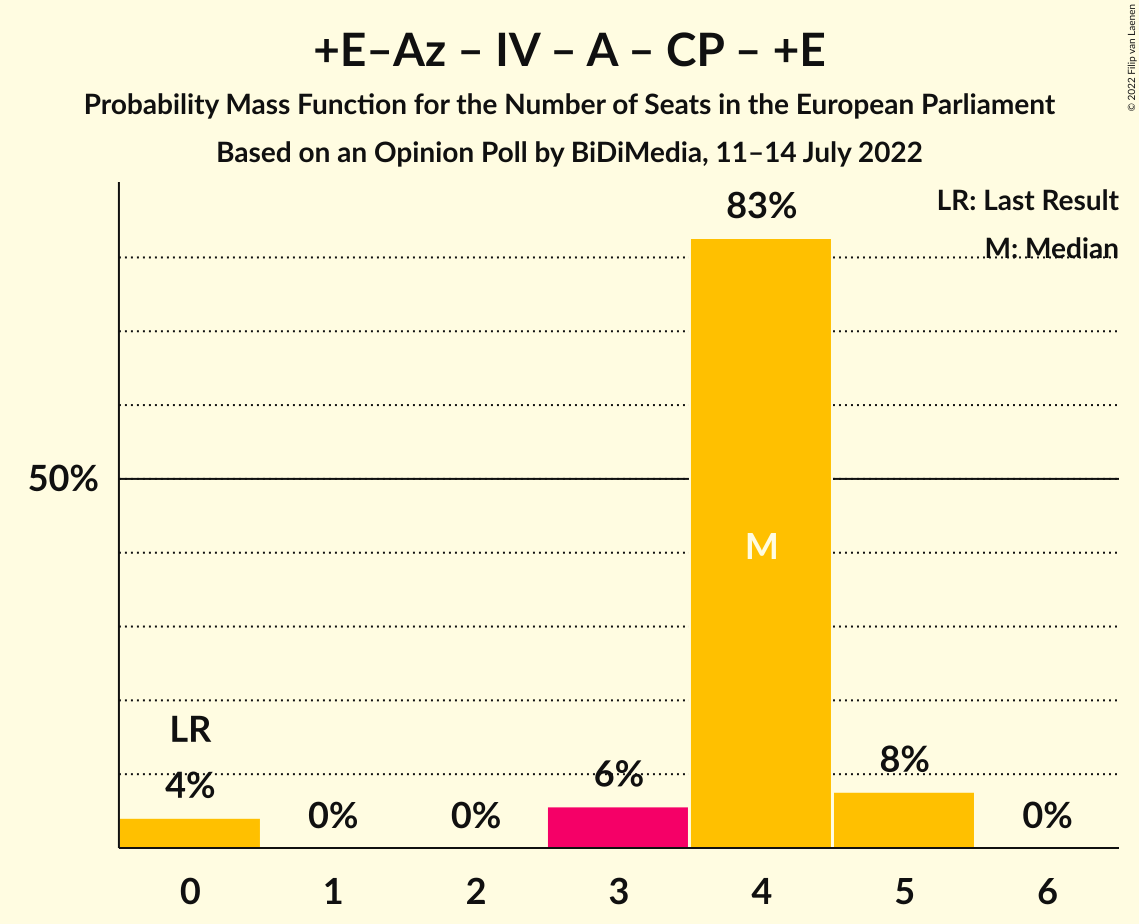 +E–Az – IV – A – CP – +E
Probability Mass Function for the Number of Seats in the European Parliament
Based on an Opinion Poll by BiDiMedia, 11–14 July 2022
© 2022 Filip van Laenen
LR: Last Result
M: Median
83%
50%
M
LR
4%
0%
0%
6%
8%
0%
0 1 2 3 4 5 6